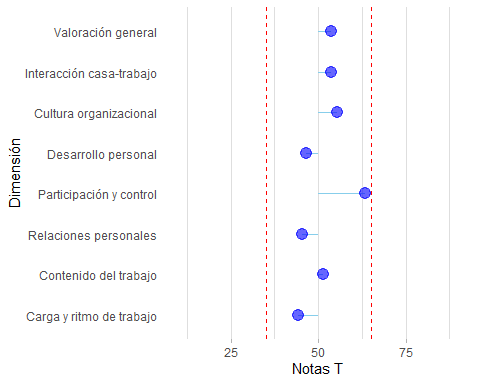 Valoración general
Interacción casa-trabajo
Cultura organizacional
Desarrollo personal
Participación y control
Relaciones personales
Contenido del trabajo
Carga y ritmo de trabajo
Dimensión
25 50 75
Notas T